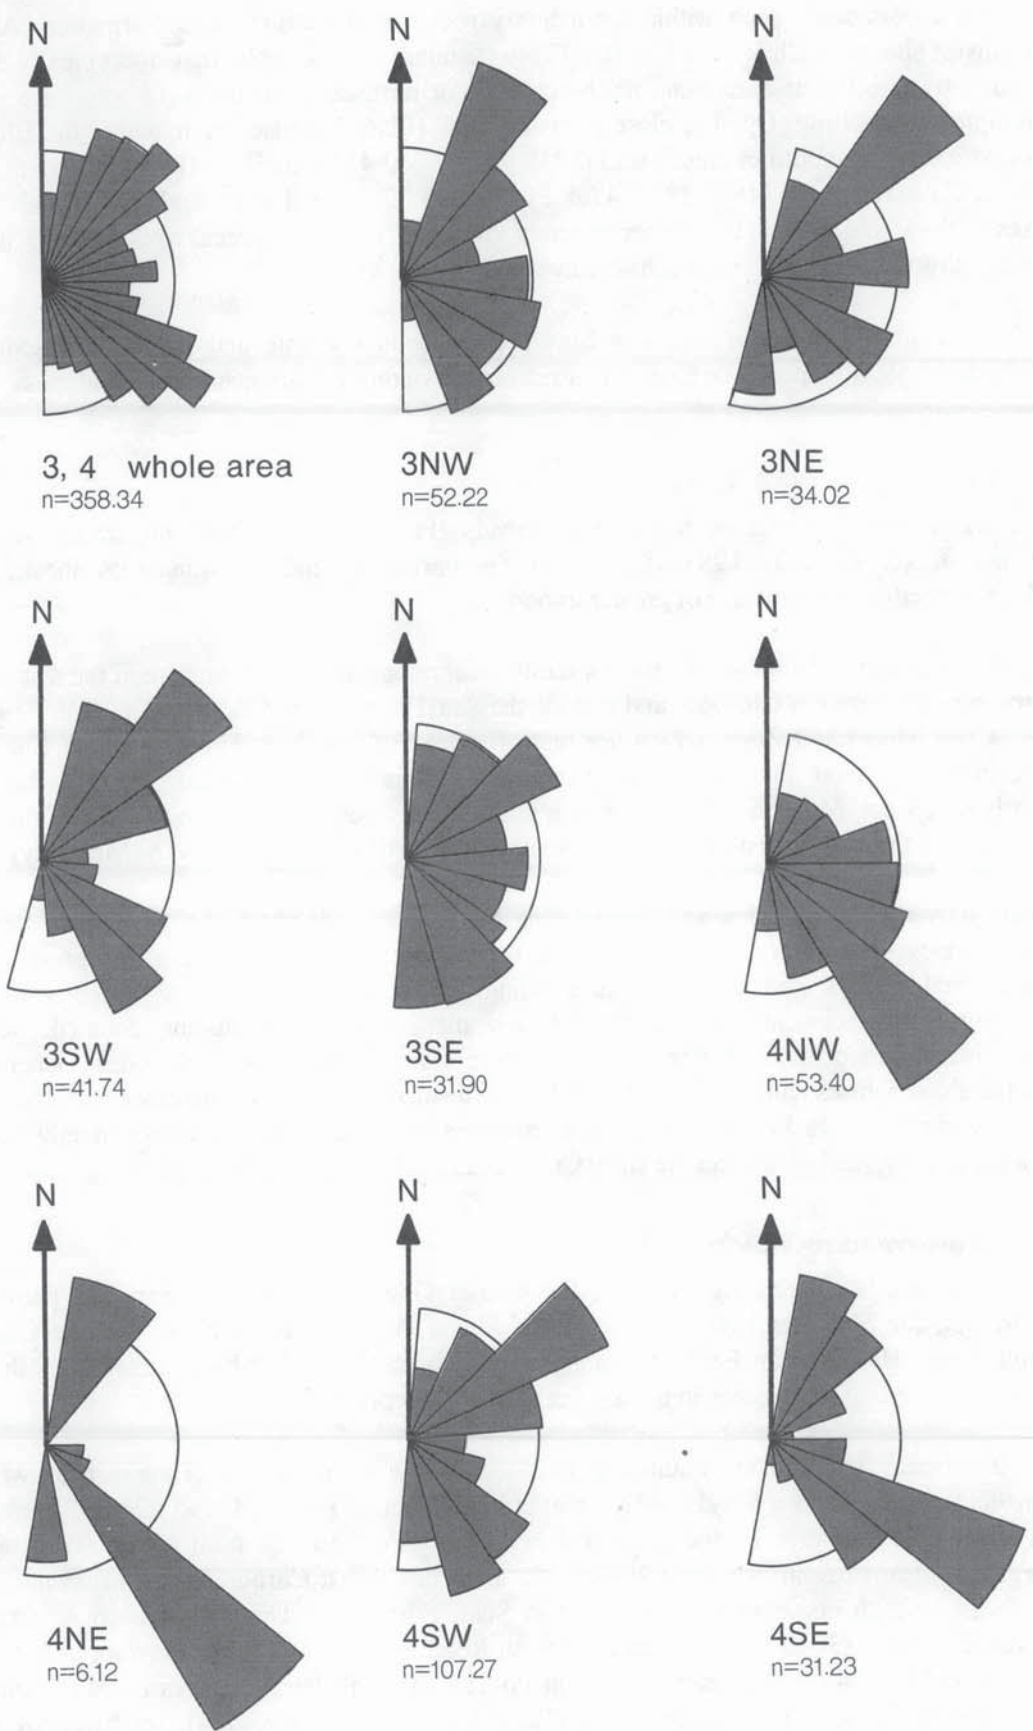 N
N
N
3, 4 whole area
n=358.34
3NW
n=52.22
3NE
n=34.02
N
N
N
3SW
n=41.74
3SE
n=31.90
4NW
n=53.40
N
N
N
4NE
n=6.12
4SW
n=107.27
4SE
n=31.23